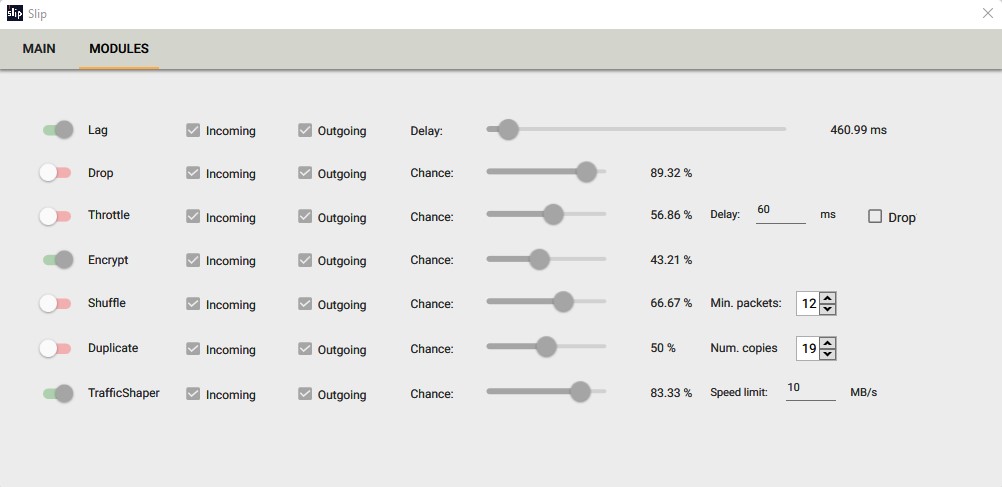 slip Slip
MAIN MODULES
Lag Incoming Outgoing Delay: 460.99 ms
Drop Incoming Outgoing Chance: 89.32 %
Throttle Incoming Outgoing Chance: 56.86 % Delay: 60 ms Drop
Encrypt Incoming Outgoing Chance: 43.21 %
Shuffle Incoming Outgoing Chance: 66.67 % Min. packets: 12
Duplicate Incoming Outgoing Chance: 50 % Num. copies 19
TrafficShaper Incoming Outgoing Chance: 83.33 % Speed limit: 10 MB/s